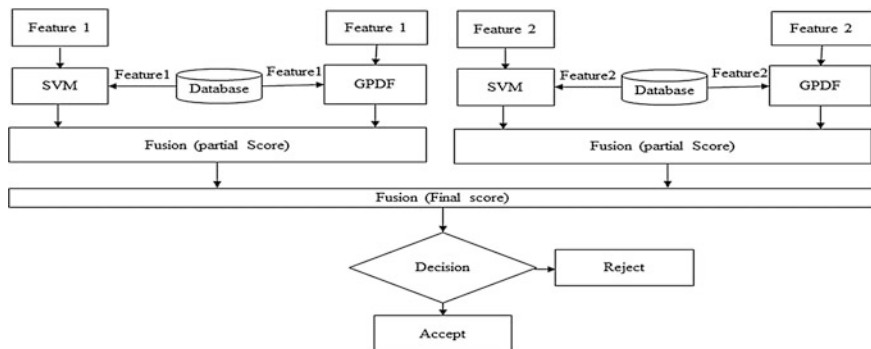 Feature 1
Feature 1
Feature 2
Feature 2
SVM
Feature1
Database
Feature1
GPDF
SVM
Feature2
Database
Feature2
GPDF
Fusion (partial Score)
Fusion (partial Score)
Fusion (Final score)
Decision
Reject
Accept